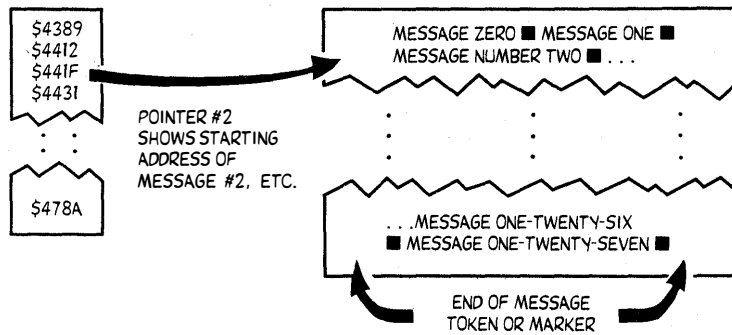 $4389
$4412
$441F
$4431
$478A
POINTER #2
SHOWS STARTING
ADDRESS OF
MESSAGE #2, ETC.
MESSAGE ZERO ■ MESSAGE ONE ■
MESSAGE NUMBER TWO ■ ...
...MESSAGE ONE-TWENTY-SIX
■ MESSAGE ONE-TWENTY-SEVEN ■
END OF MESSAGE
TOKEN OR MARKER